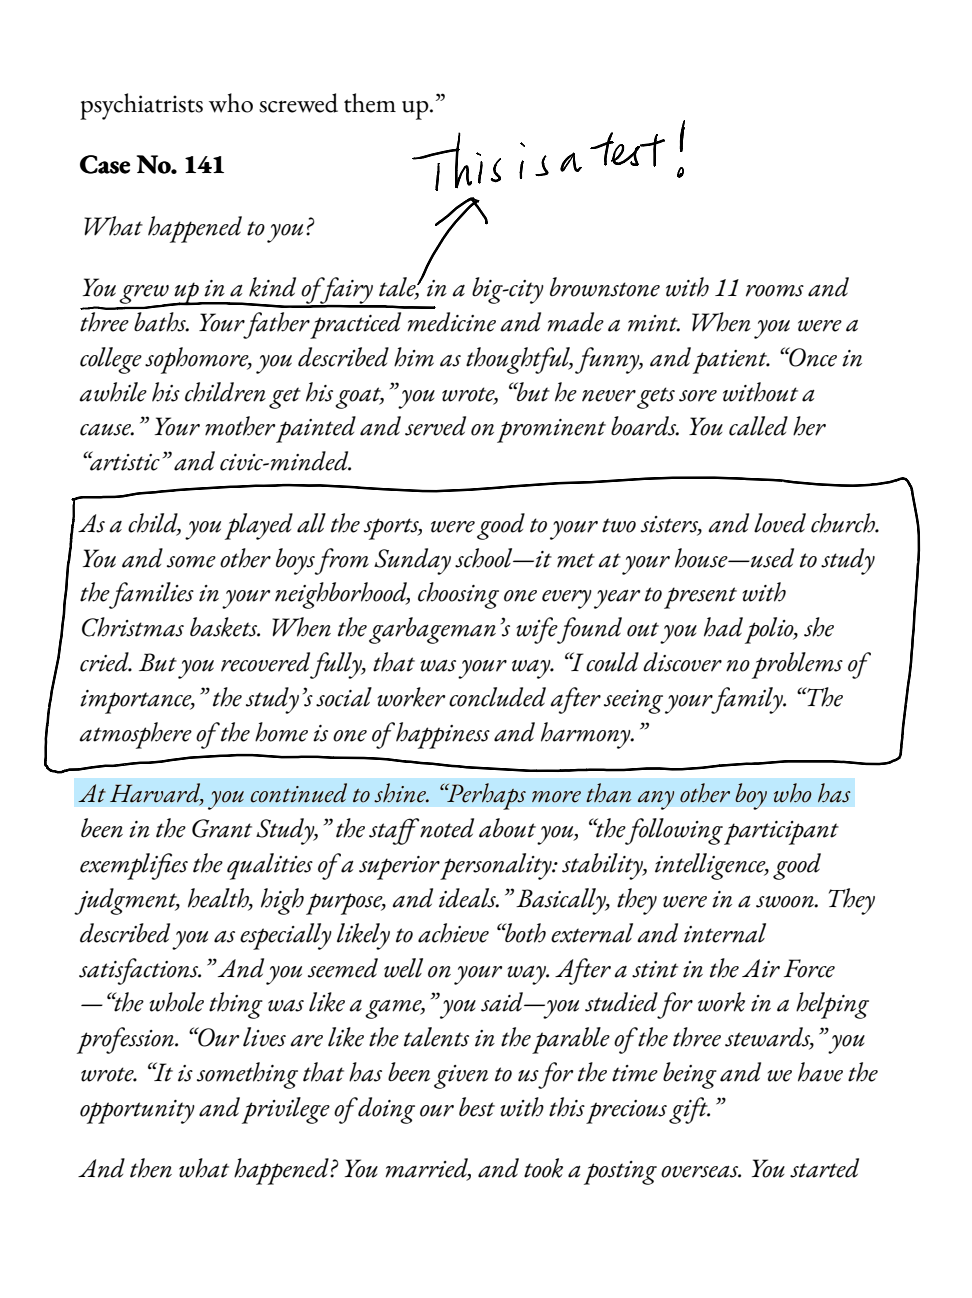 psychiatrists who screwed them up.”
This is a test!
Case No. 141
What happened to you?
You grew up in a kind of fairy tale, in a big-city brownstone with 11 rooms and
three baths. Your father practiced medicine and made a mint. When you were a
college sophomore, you described him as thoughtful, funny, and patient. “Once in
awhile his children get his goat,” you wrote, “but he never gets sore without a
cause.” Your mother painted and served on prominent boards. You called her
“artistic” and civic-minded.
As a child, you played all the sports, were good to your two sisters, and loved church.
You and some other boys from Sunday school—it met at your house—used to study
the families in your neighborhood, choosing one every year to present with
Christmas baskets. When the garbageman’s wife found out you had polio, she
cried. But you recovered fully, that was your way. “I could discover no problems of
importance,” the study’s social worker concluded after seeing your family. “The
atmosphere of the home is one of happiness and harmony.”
At Harvard, you continued to shine. “Perhaps more than any other boy who has
been in the Grant Study,” the staff noted about you, “the following participant
exemplifies the qualities of a superior personality: stability, intelligence, good
judgment, health, high purpose, and ideals.” Basically, they were in a swoon. They
described you as especially likely to achieve “both external and internal
satisfactions.” And you seemed well on your way. After a stint in the Air Force
—“the whole thing was like a game,” you said—you studied for work in a helping
profession. “Our lives are like the talents in the parable of the three stewards,” you
wrote. “It is something that has been given to us for the time being and we have the
opportunity and privilege of doing our best with this precious gift.”
And then what happened? You married, and took a posting overseas. You started